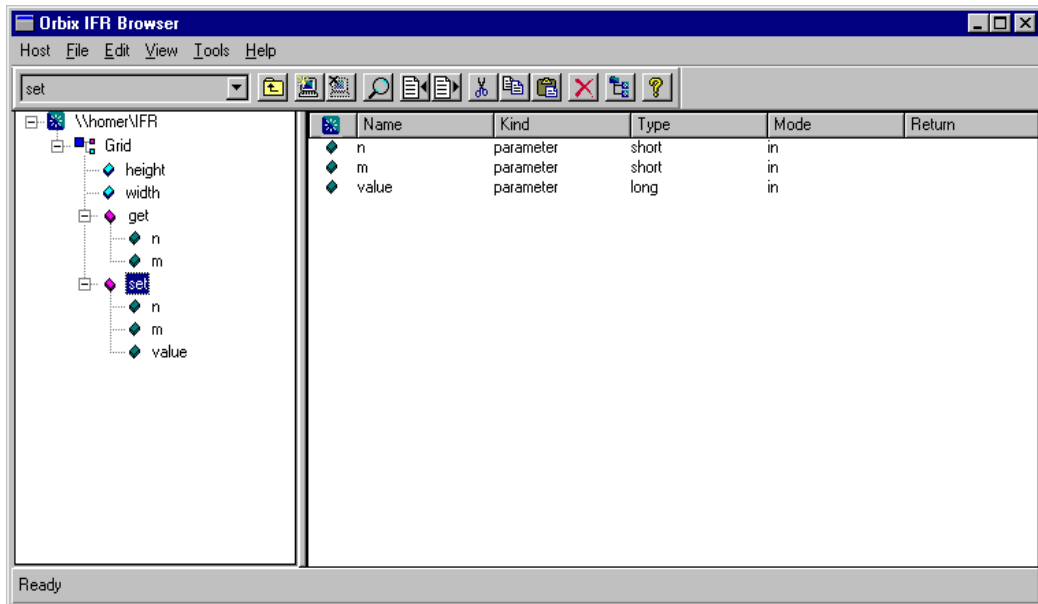 Orbix IFR Browser
Host File Edit View Tools Help
set
\\homer\IFR
Grid
height
width
get
n
m
set
n
m
value
Name Kind Type Mode Return
n parameter short in
m parameter short in
value parameter long in
Ready